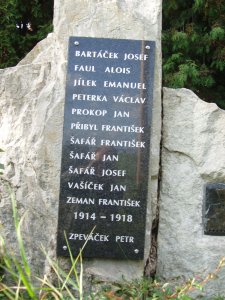 BARTÁČEK JOSEF
FAUL ALOIS
JÍLEK EMANUEL
PETERKA VÁCLAV
PROKOP JAN
PŘIBYL FRANTIŠEK
ŠAFÁŘ FRANTIŠEK
ŠAFÁŘ JAN
ŠAFÁŘ JOSEF
VAŠÍČEK JAN
ZEMAN FRANTIŠEK
1914 – 1918
ZPEVÁČEK PETR